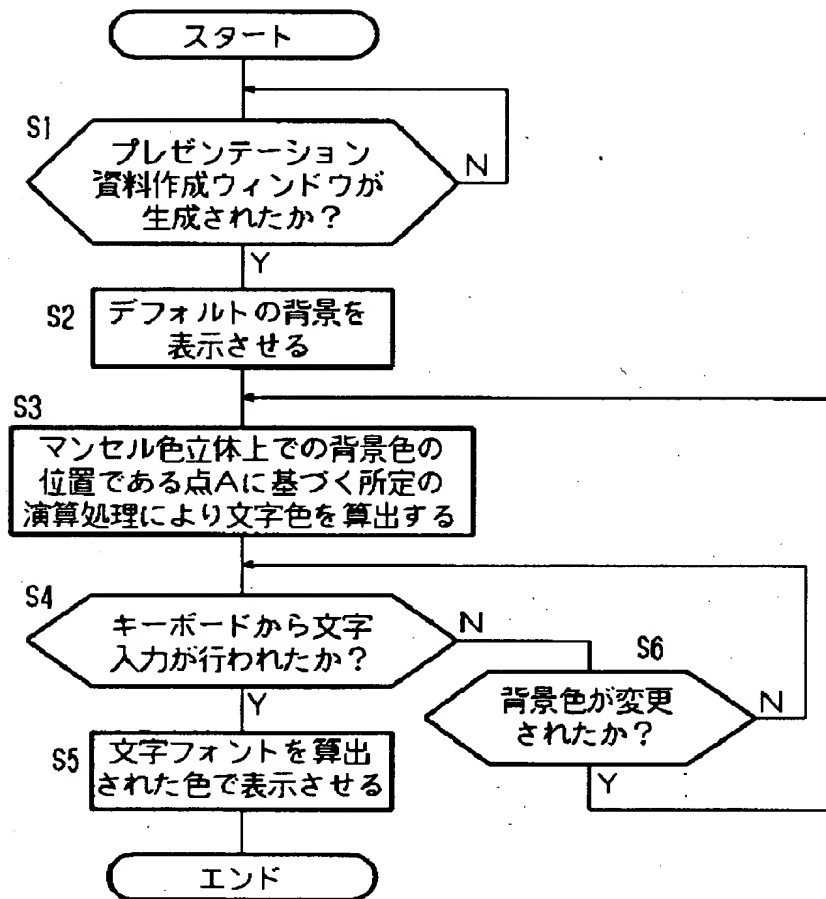 スタート
S1
プレゼンテーション
資料作成ウィンドウが
生成されたか？
N
Y
S2
デフォルトの背景を
表示させる
S3
マンセル色立体上での背景色の
位置である点Aに基づく所定の
演算処理により文字色を算出する
S4
キーボードから文字
入力が行われたか？
N
Y
S6
背景色が変更
されたか？
N
Y
S5
文字フォントを算出
された色で表示させる
エンド